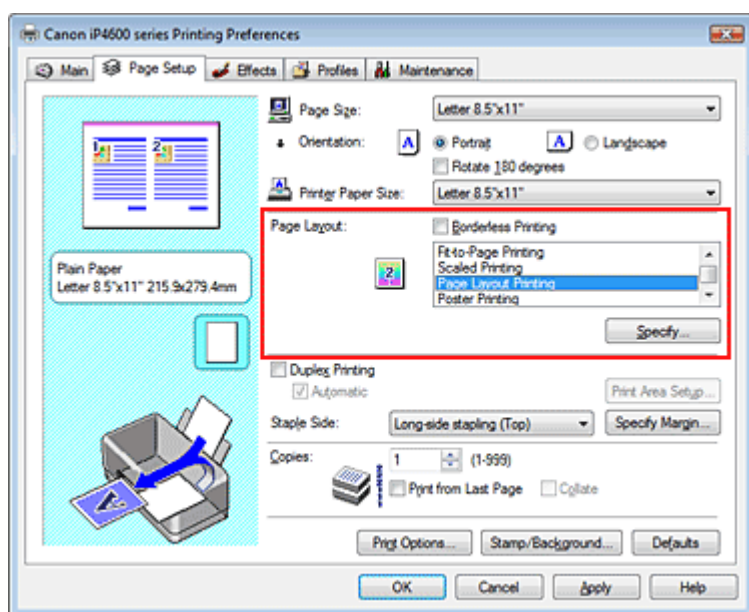 Canon iP4600 series Printing Preferences
Main Page Setup Effects Profiles Maintenance
Page Size: Letter 8.5"x11"
Orientation: A Portrait A Landscape
Rotate 180 degrees
Printer Paper Size: Letter 8.5"x11"
Page Layout: Borderless Printing
Fit-to-Page Printing
Scaled Printing
Page Layout Printing
Poster Printing
Specify...
1 2
2
Plain Paper
Letter 8.5"x11" 215.9x279.4mm
Duplex Printing
Automatic Print Area Setup...
Staple Side: Long-side stapling (Top) Specify Margin...
Copies: 1 (1-999)
Print from Last Page Collate
A
Print Options... Stamp/Background... Defaults
OK Cancel Apply Help